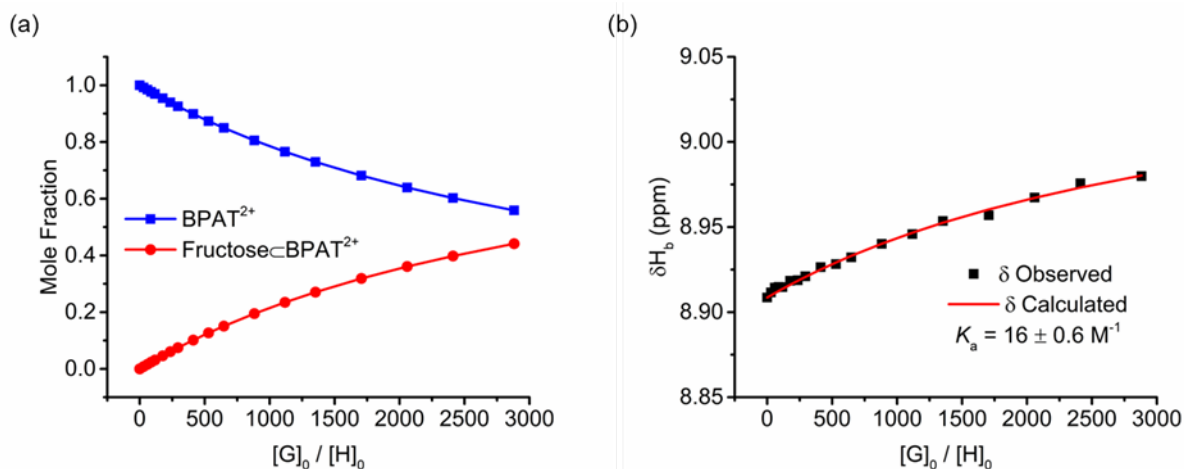 (a)
1.0
0.8
0.6
0.4
0.2
0.0
Mole Fraction
BPAT²⁺
Fructose⊂BPAT²⁺
0 500 1000 1500 2000 2500 3000
[G]₀ / [H]₀
(b)
9.05
9.00
8.95
8.90
8.85
δH_b (ppm)
δ Observed
δ Calculated
K_a = 16 ± 0.6 M⁻¹
0 500 1000 1500 2000 2500 3000
[G]₀ / [H]₀